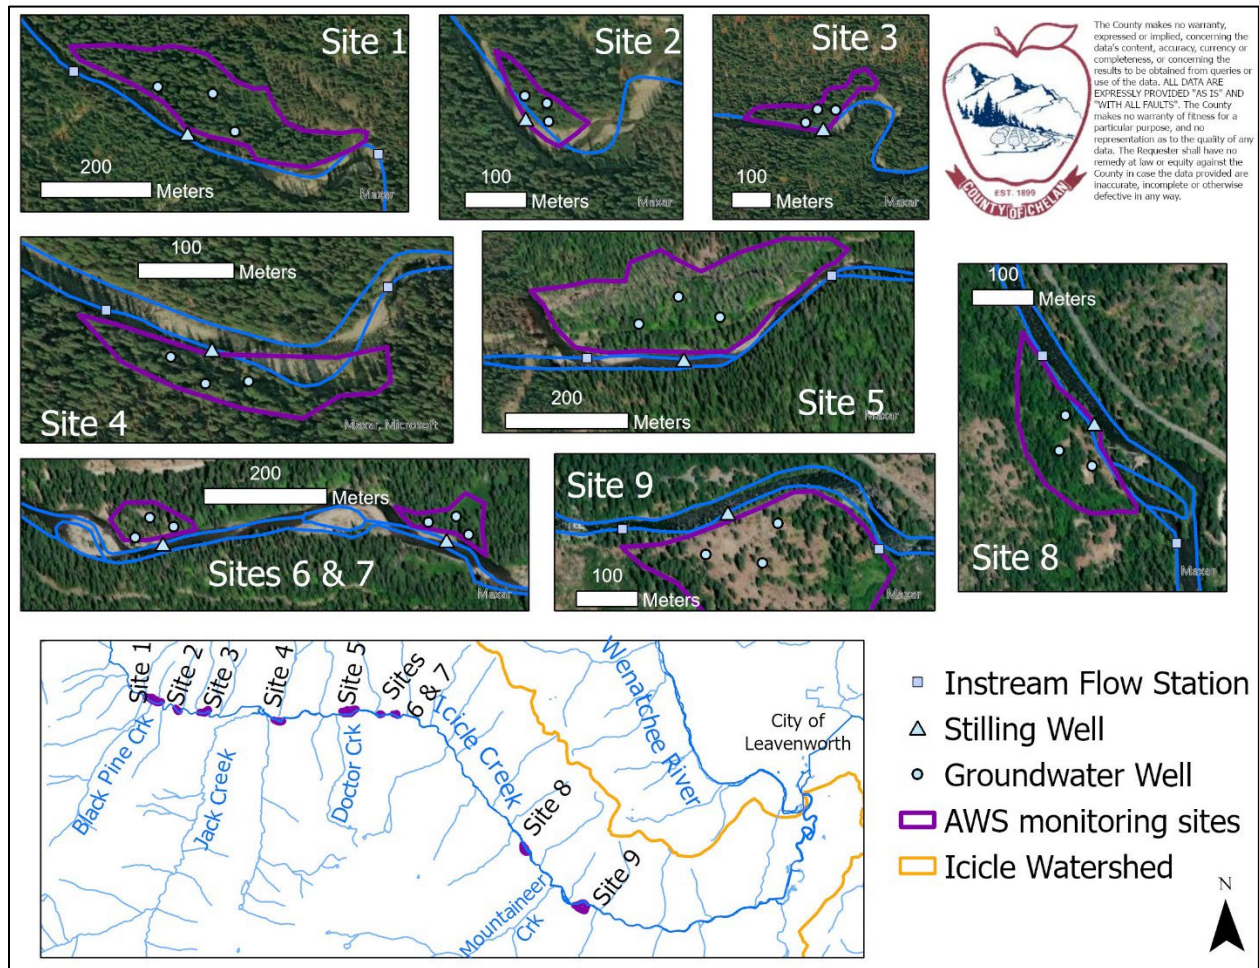 Site 1
200
Meters
Maxar
Site 2
100
Meters
Maxar
Site 3
100
Meters
Maxar
EST. 1899
COUNTY OF CHELAN
The County makes no warranty,
expressed or implied, concerning the
data's content, accuracy, currency or
completeness, or concerning the
results to be obtained from queries or
use of the data. ALL DATA ARE
EXPRESSLY PROVIDED "AS IS" AND
"WITH ALL FAULTS". The County
makes no warranty of fitness for a
particular purpose, and no
representation as to the quality of any
data. The Requester shall have no
remedy at law or equity against the
County in case the data provided are
inaccurate, incomplete or otherwise
defective in any way.
100
Meters
Site 4
Maxar, Microsoft
200
Meters
Site 5
Maxar
100
Meters
Site 8
Maxar
200
Meters
Sites 6 & 7
Maxar
Site 9
100
Meters
Maxar
Site 1
Site 2
Site 3
Site 4
Site 5
Sites
6 & 7
Black Pine Crk
Jack Creek
Doctor Crk
Icicle Creek
Wenatchee River
City of
Leavenworth
Site 8
Site 9
Mountaineer
Crk
Instream Flow Station
Stilling Well
Groundwater Well
AWS monitoring sites
Icicle Watershed
N